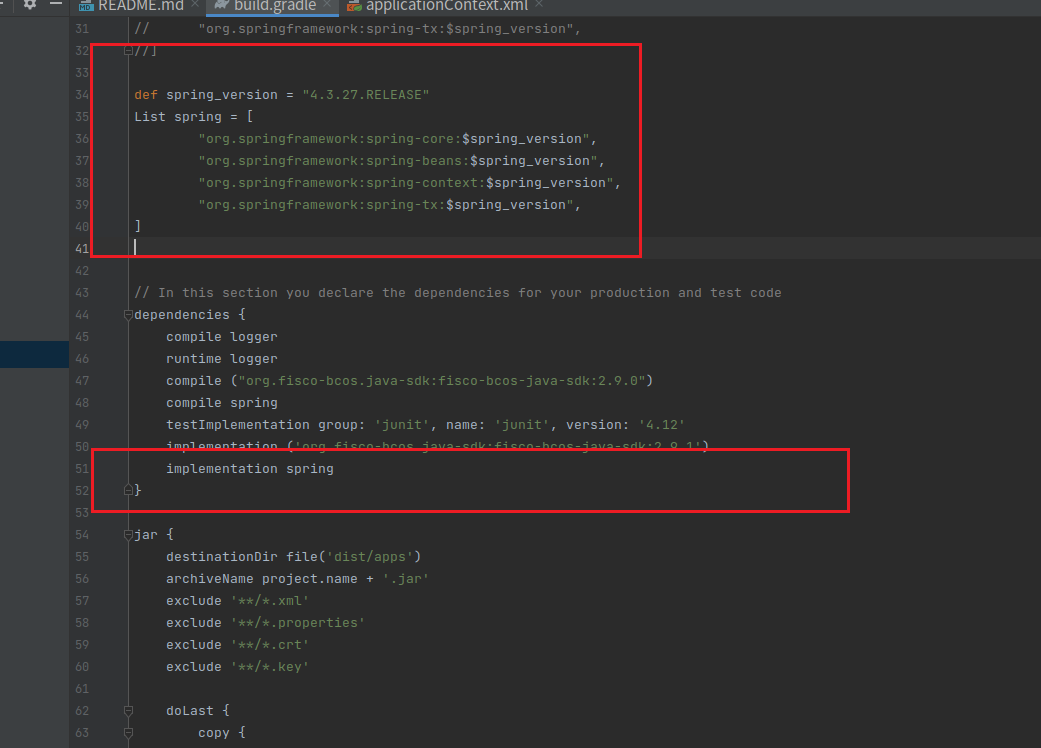 README.md build.gradle applicationContext.xml
31 // "org.springframework:spring-tx:$spring_version",
32 //]
33
34 def spring_version = "4.3.27.RELEASE"
35 List spring = [
36 "org.springframework:spring-core:$spring_version",
37 "org.springframework:spring-beans:$spring_version",
38 "org.springframework:spring-context:$spring_version",
39 "org.springframework:spring-tx:$spring_version",
40 ]
41
42
43 // In this section you declare the dependencies for your production and test code
44 dependencies {
45 compile logger
46 runtime logger
47 compile ("org.fisco-bcos.java-sdk:fisco-bcos-java-sdk:2.9.0")
48 compile spring
49 testImplementation group: 'junit', name: 'junit', version: '4.12'
50 implementation ('org.fisco-bcos.java-sdk:fisco-bcos-java-sdk:2.9.1')
51 implementation spring
52 }
53
54 jar {
55 destinationDir file('dist/apps')
56 archiveName project.name + '.jar'
57 exclude '**/*.xml'
58 exclude '**/*.properties'
59 exclude '**/*.crt'
60 exclude '**/*.key'
61
62 doLast {
63 copy {